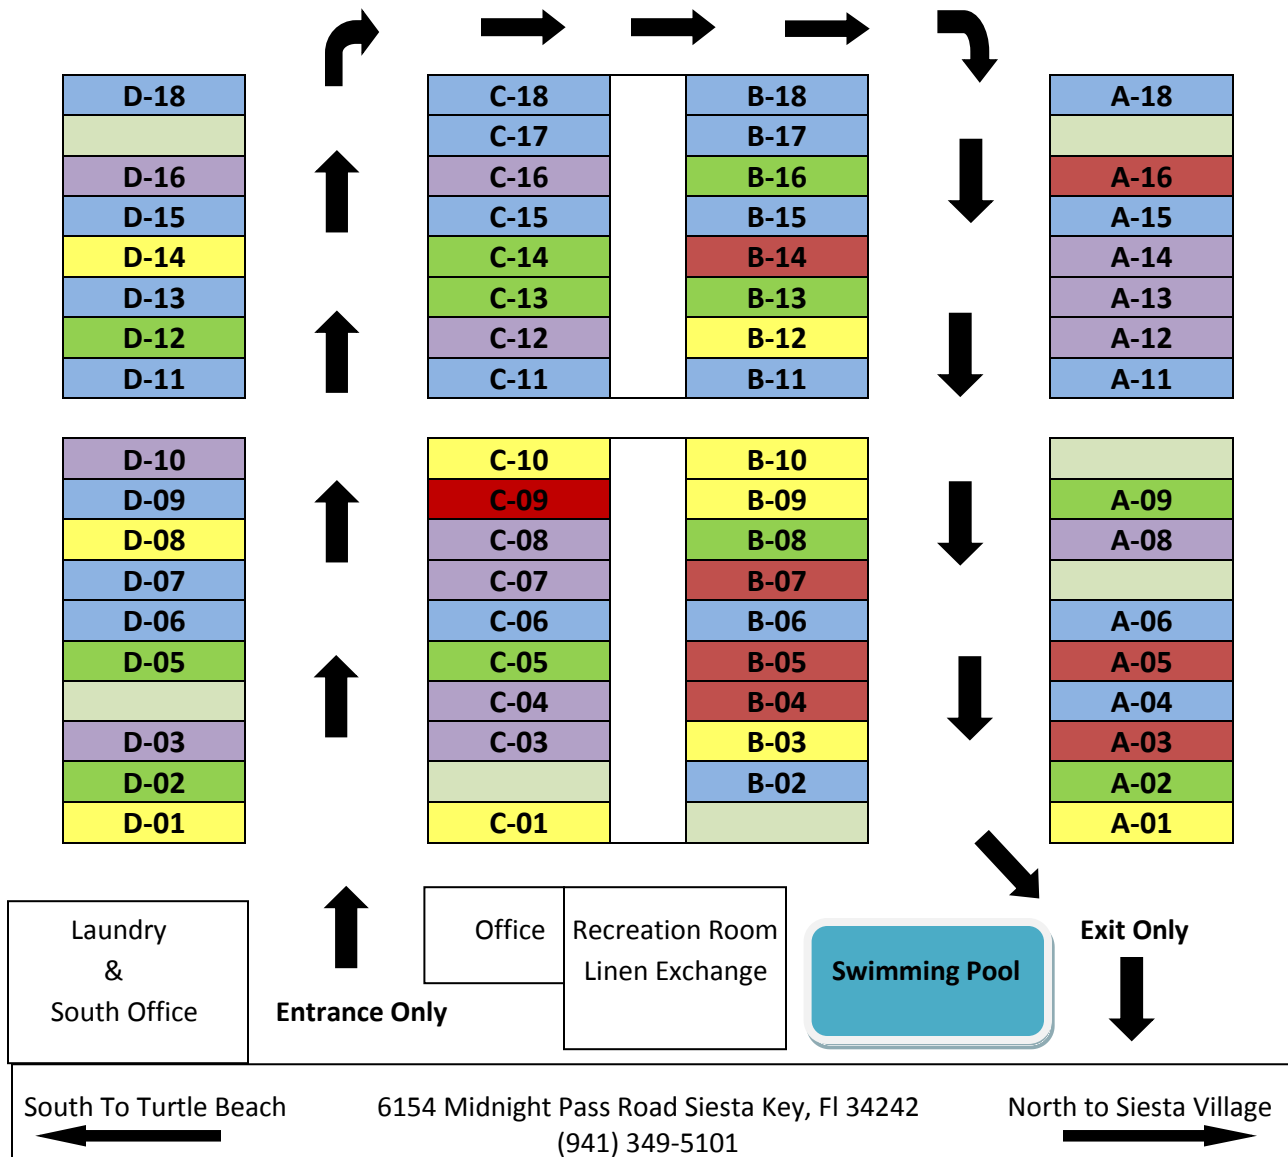 D-18 C-18 B-18 A-18
C-17 B-17
D-16 C-16 B-16 A-16
D-15 C-15 B-15 A-15
D-14 C-14 B-14 A-14
D-13 C-13 B-13 A-13
D-12 C-12 B-12 A-12
D-11 C-11 B-11 A-11
D-10 C-10 B-10
D-09 C-09 B-09 A-09
D-08 C-08 B-08 A-08
D-07 C-07 B-07
D-06 C-06 B-06 A-06
D-05 C-05 B-05 A-05
C-04 B-04 A-04
D-03 C-03 B-03 A-03
D-02 B-02 A-02
D-01 C-01 A-01
Laundry
&
South Office
Entrance Only
Office
Recreation Room
Linen Exchange
Swimming Pool
Exit Only
South To Turtle Beach
6154 Midnight Pass Road Siesta Key, Fl 34242
(941) 349-5101
North to Siesta Village